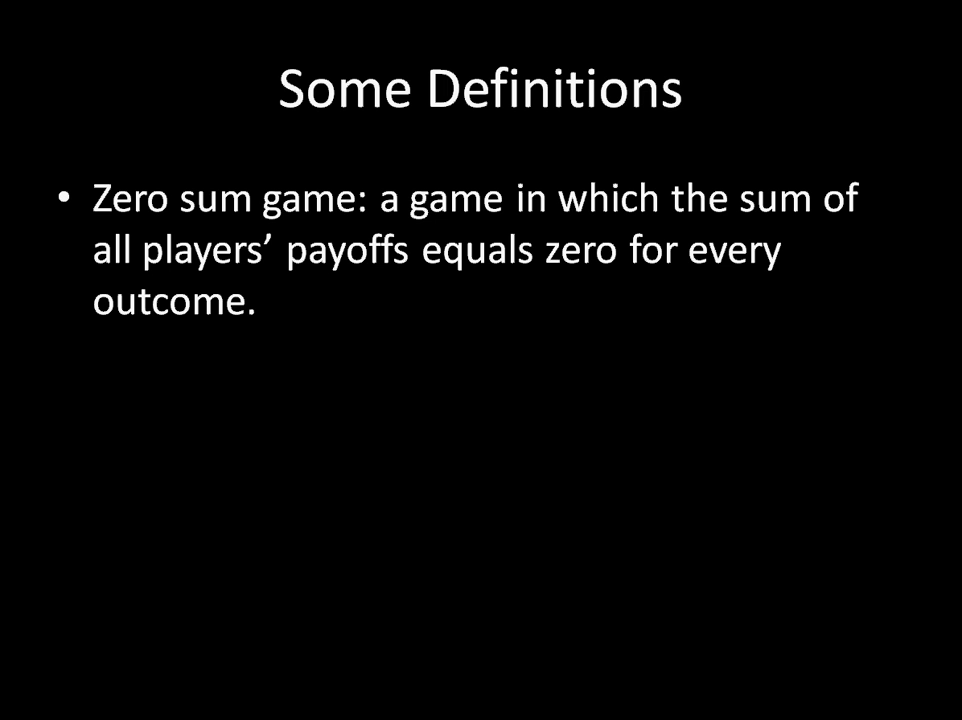 Some Definitions
• Zero sum game: a game in which the sum of
all players’ payoffs equals zero for every
outcome.